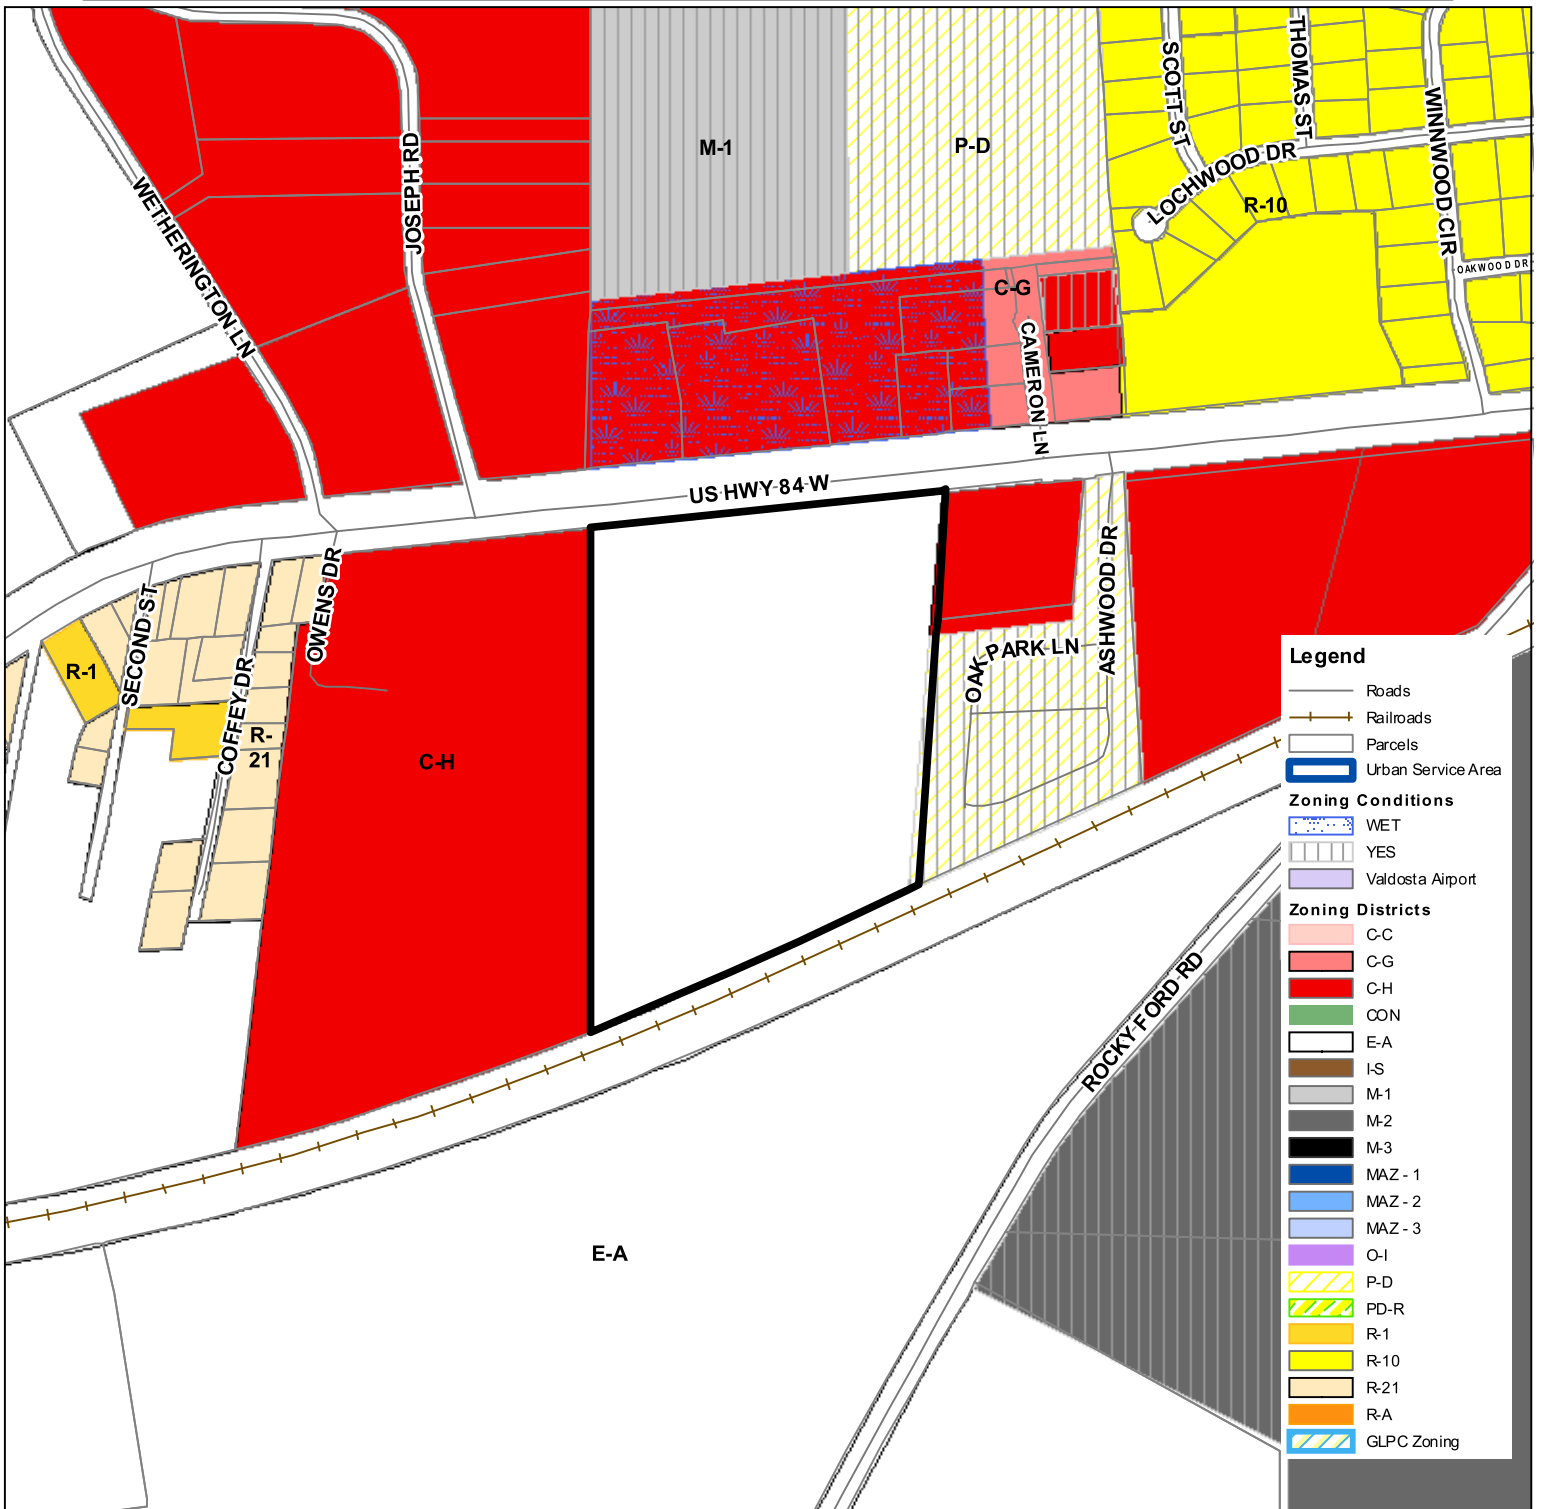 SCOTT ST
THOMAS ST
WINNWOOD CIR
JOSEPH RD
M-1
P-D
LOCHWOOD DR
WETHERINGTON LN
R-10
OAKWOOD DR
C-G
CAMERON LN
US HWY 84 W
OWENS DR
ASHWOOD DR
SECOND ST
OAK PARK LN
R-1
COFFEY DR
R-
21
C-H
ROCKY FORD RD
E-A
Legend
Roads
Railroads
Parcels
Urban Service Area
Zoning Conditions
WET
YES
Valdosta Airport
Zoning Districts
C-C
C-G
C-H
CON
E-A
I-S
M-1
M-2
M-3
MAZ - 1
MAZ - 2
MAZ - 3
O-I
P-D
PD-R
R-1
R-10
R-21
R-A
GLPC Zoning